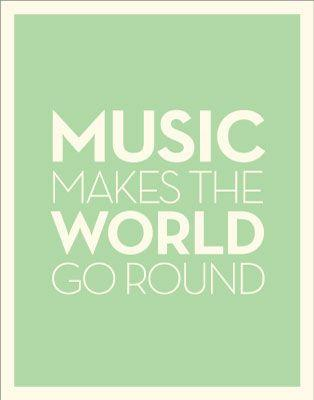 MUSIC
MAKES THE
WORLD
GO ROUND